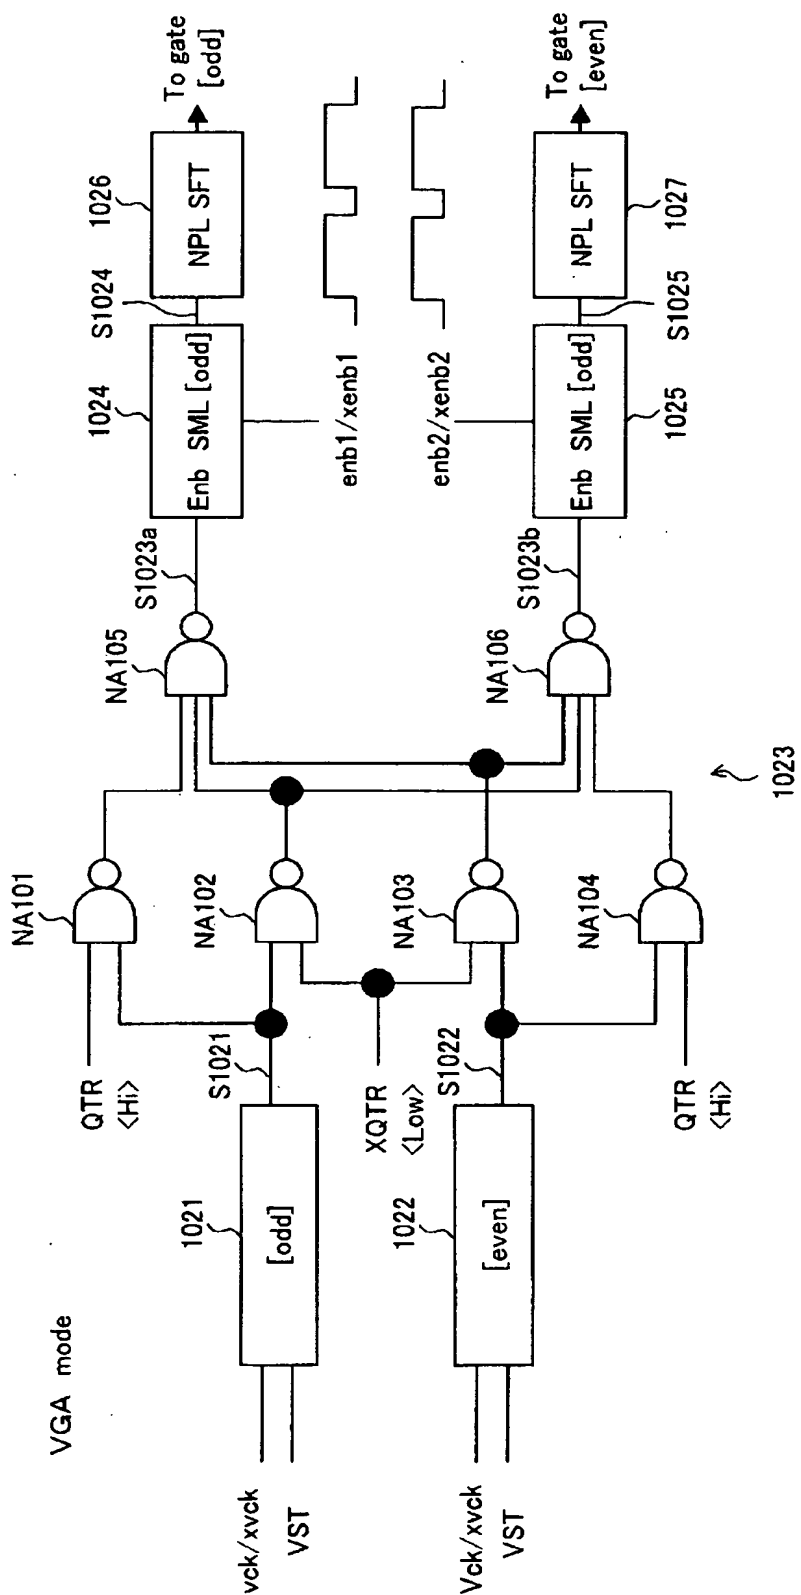 VGA mode
vck/xvck
VST
1021
[odd]
S1021
QTR
<Hi>
NA101
NA102
XQTR
<Low>
Vck/xvck
VST
1022
[even]
S1022
NA103
NA104
QTR
<Hi>
1023
NA105
S1023a
1024
Enb SML [odd]
S1024
1026
NPL SFT
To gate
[odd]
enb1/xenb1
enb2/xenb2
NA106
S1023b
Enb SML [odd]
1025
S1025
NPL SFT
1027
To gate
[even]